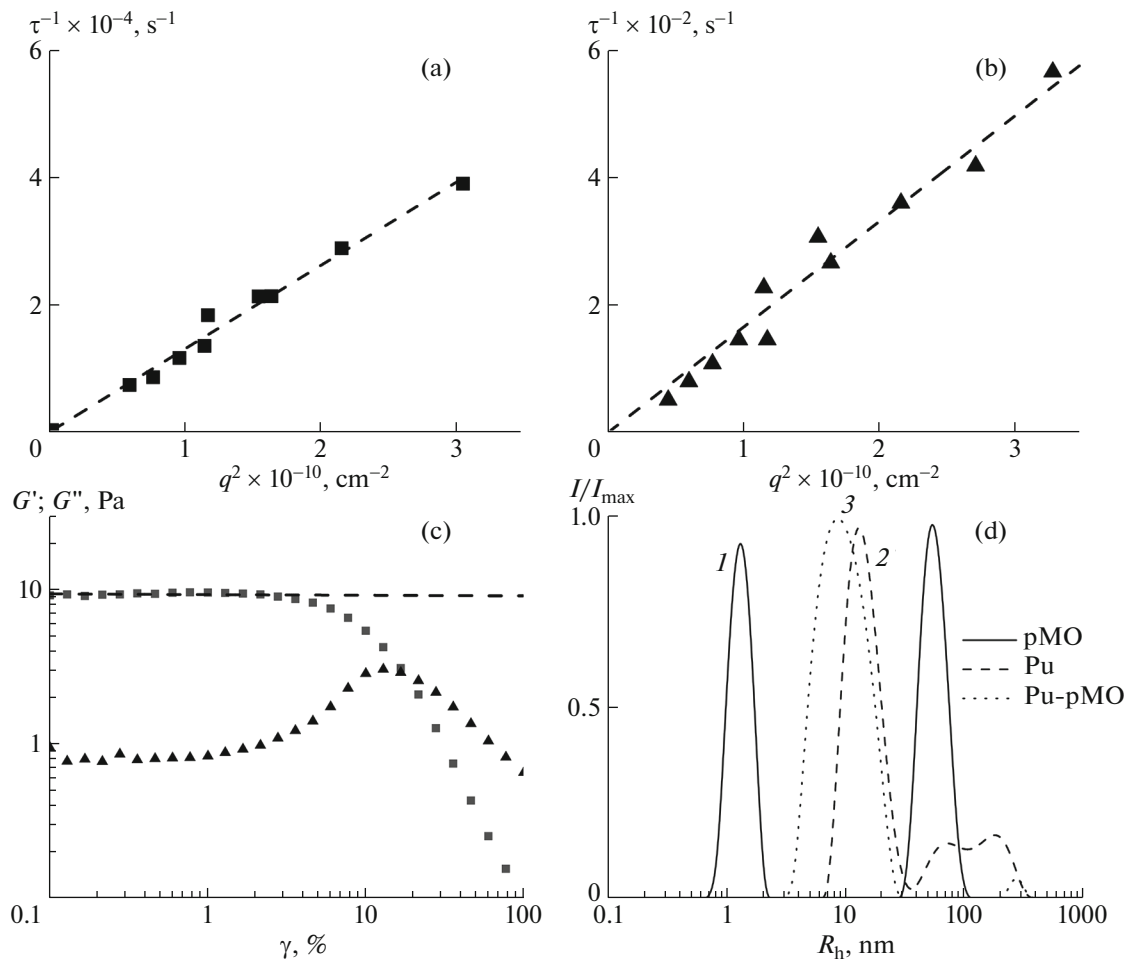 τ⁻¹ × 10⁻⁴, s⁻¹
6
(a)
4
2
0
1
2
3
q² × 10⁻¹⁰, cm⁻²
τ⁻¹ × 10⁻², s⁻¹
6
(b)
4
2
0
1
2
3
q² × 10⁻¹⁰, cm⁻²
G'; G", Pa
(c)
10
1
0.1
1
10
100
γ, %
I/Imax
1.0
3
(d)
1
2
pMO
Pu
Pu-pMO
0.5
0
0.1
1
10
100
1000
Rh, nm